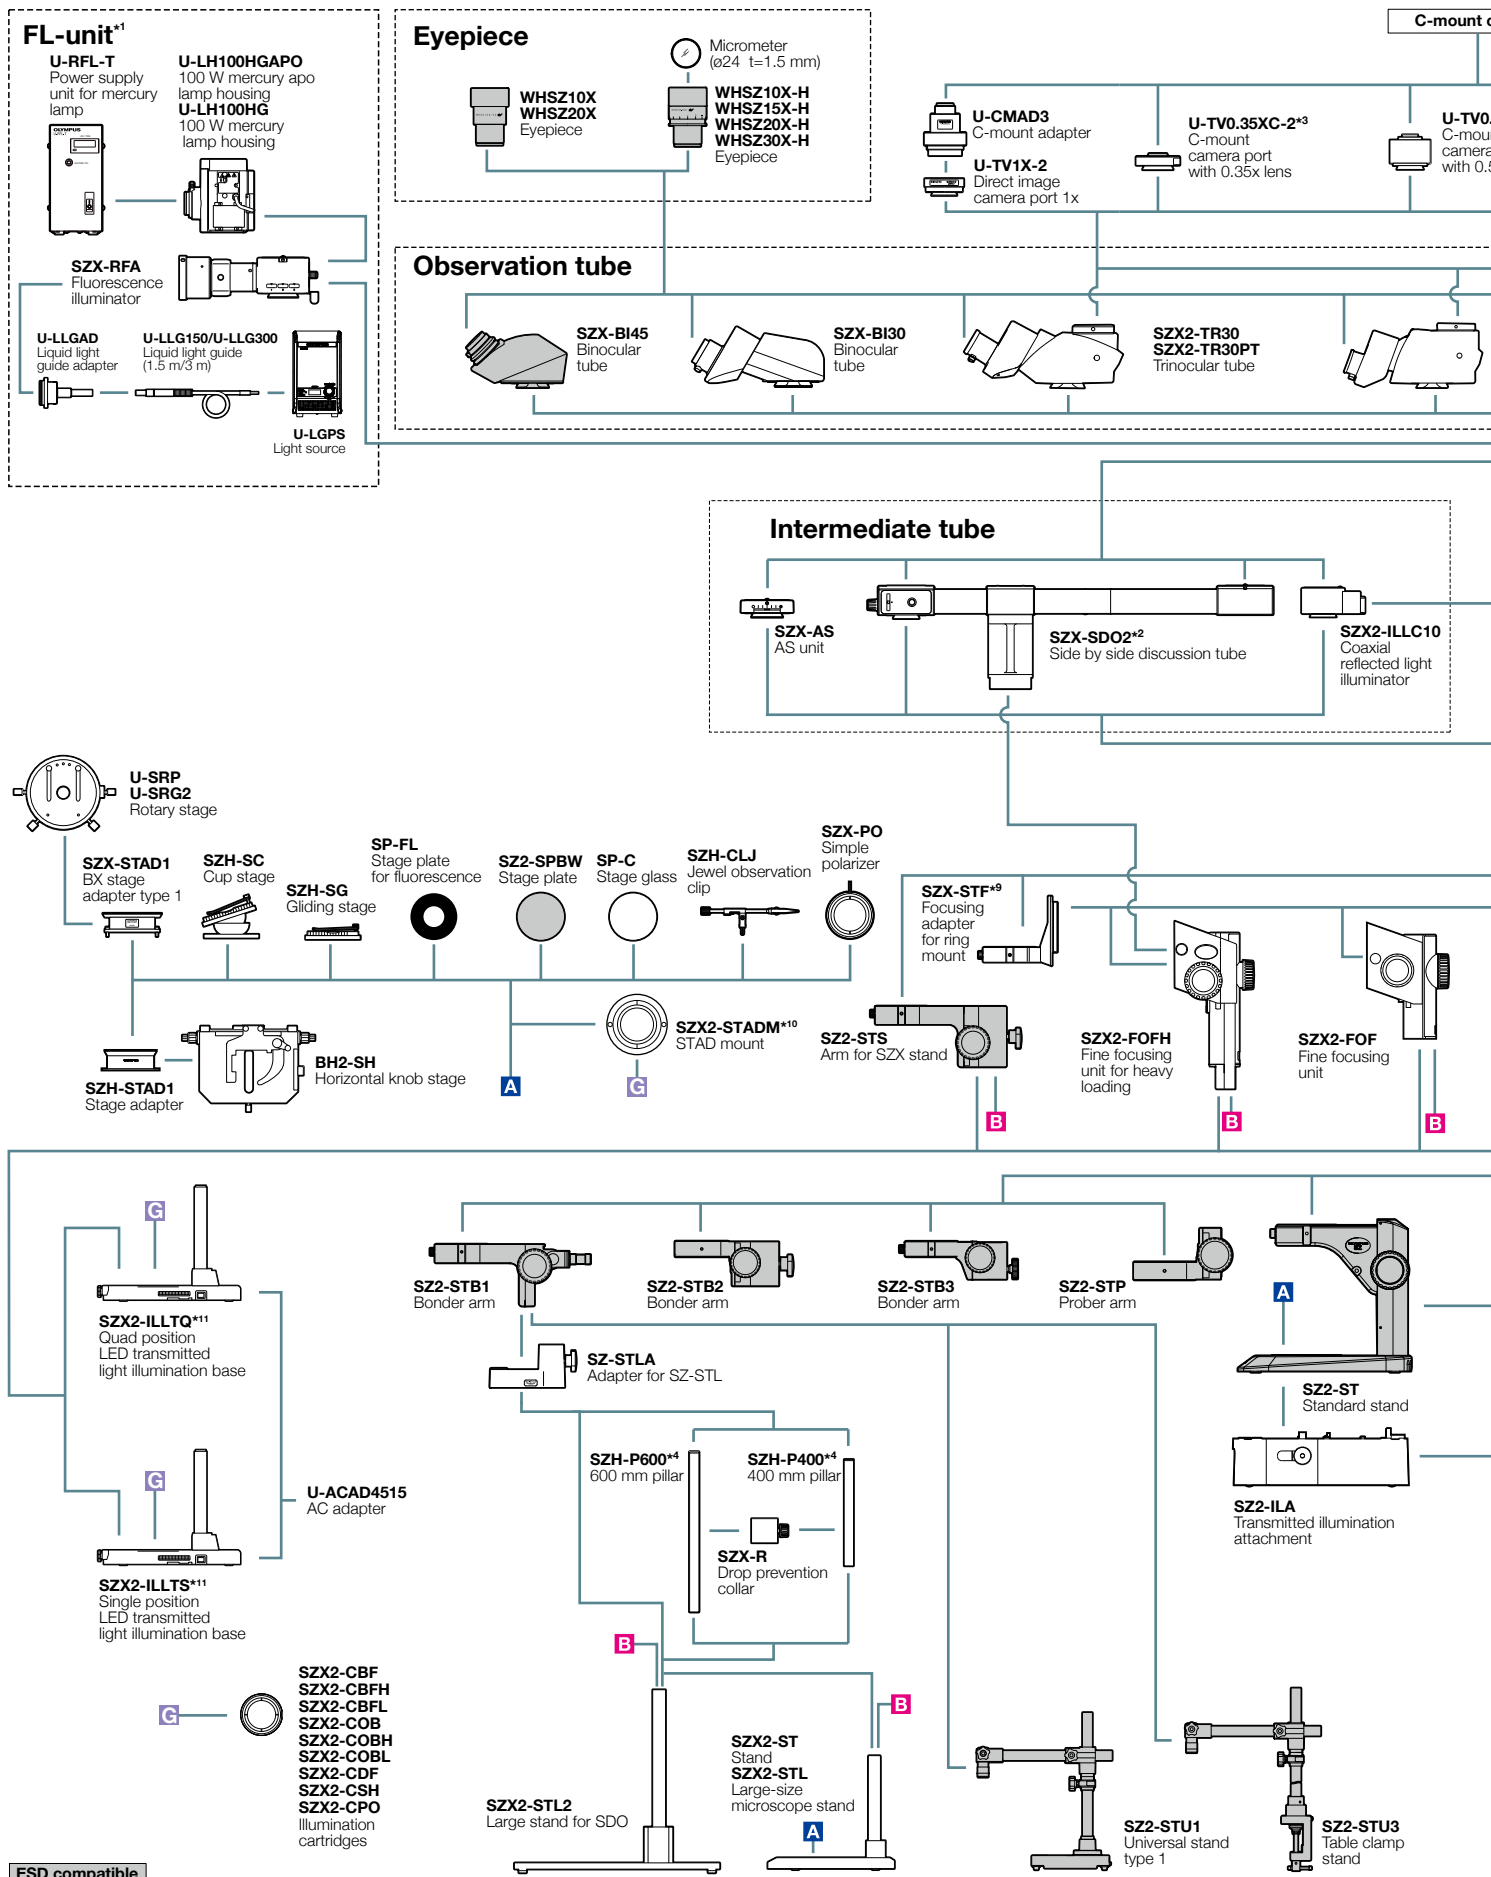 FL-unit*1
U-RFL-T
Power supply
unit for mercury
lamp
U-LH100HGAPO
100 W mercury apo
lamp housing
U-LH100HG
100 W mercury
lamp housing
OLYMPUS
SZX-RFA
Fluorescence
illuminator
U-LLGAD
Liquid light
guide adapter
U-LLG150/U-LLG300
Liquid light guide
(1.5 m/3 m)
U-LGPS
Light source
Eyepiece
WHSZ10X
WHSZ20X
Eyepiece
Micrometer
(ø24 t=1.5 mm)
WHSZ10X-H
WHSZ15X-H
WHSZ20X-H
WHSZ30X-H
Eyepiece
C-mount
U-CMAD3
C-mount adapter
U-TV1X-2
Direct image
camera port 1x
U-TV0.35XC-2*3
C-mount
camera port
with 0.35x lens
U-TV0.
C-moun
camera
with 0.5
Observation tube
SZX-BI45
Binocular
tube
SZX-BI30
Binocular
tube
SZX2-TR30
SZX2-TR30PT
Trinocular tube
Intermediate tube
SZX-AS
AS unit
SZX-SDO2*2
Side by side discussion tube
SZX2-ILLC10
Coaxial
reflected light
illuminator
U-SRP
U-SRG2
Rotary stage
SZX-STAD1
BX stage
adapter type 1
SZH-SC
Cup stage
SZH-SG
Gliding stage
SP-FL
Stage plate
for fluorescence
SZ2-SPBW
Stage plate
SP-C
Stage glass
SZH-CLJ
Jewel observation
clip
SZX-PO
Simple
polarizer
SZX-STF*9
Focusing
adapter
for ring
mount
SZH-STAD1
Stage adapter
BH2-SH
Horizontal knob stage
A
SZX2-STADM*10
STAD mount
G
SZ2-STS
Arm for SZX stand
B
SZX2-FOFH
Fine focusing
unit for heavy
loading
B
SZX2-FOF
Fine focusing
unit
B
G
SZX2-ILLTQ*11
Quad position
LED transmitted
light illumination base
G
SZX2-ILLTS*11
Single position
LED transmitted
light illumination base
U-ACAD4515
AC adapter
SZ2-STB1
Bonder arm
SZ2-STB2
Bonder arm
SZ2-STB3
Bonder arm
SZ2-STP
Prober arm
A
SZ2-ST
Standard stand
SZ2-ILA
Transmitted illumination
attachment
SZ-STLA
Adapter for SZ-STL
SZH-P600*4
600 mm pillar
SZH-P400*4
400 mm pillar
SZX-R
Drop prevention
collar
G
SZX2-CBF
SZX2-CBFH
SZX2-CBFL
SZX2-COB
SZX2-COBH
SZX2-COBL
SZX2-CDF
SZX2-CSH
SZX2-CPO
Illumination
cartridges
B
SZX2-STL2
Large stand for SDO
B
SZX2-ST
Stand
SZX2-STL
Large-size
microscope stand
A
SZ2-STU1
Universal stand
type 1
SZ2-STU3
Table clamp
stand
ESD compatible